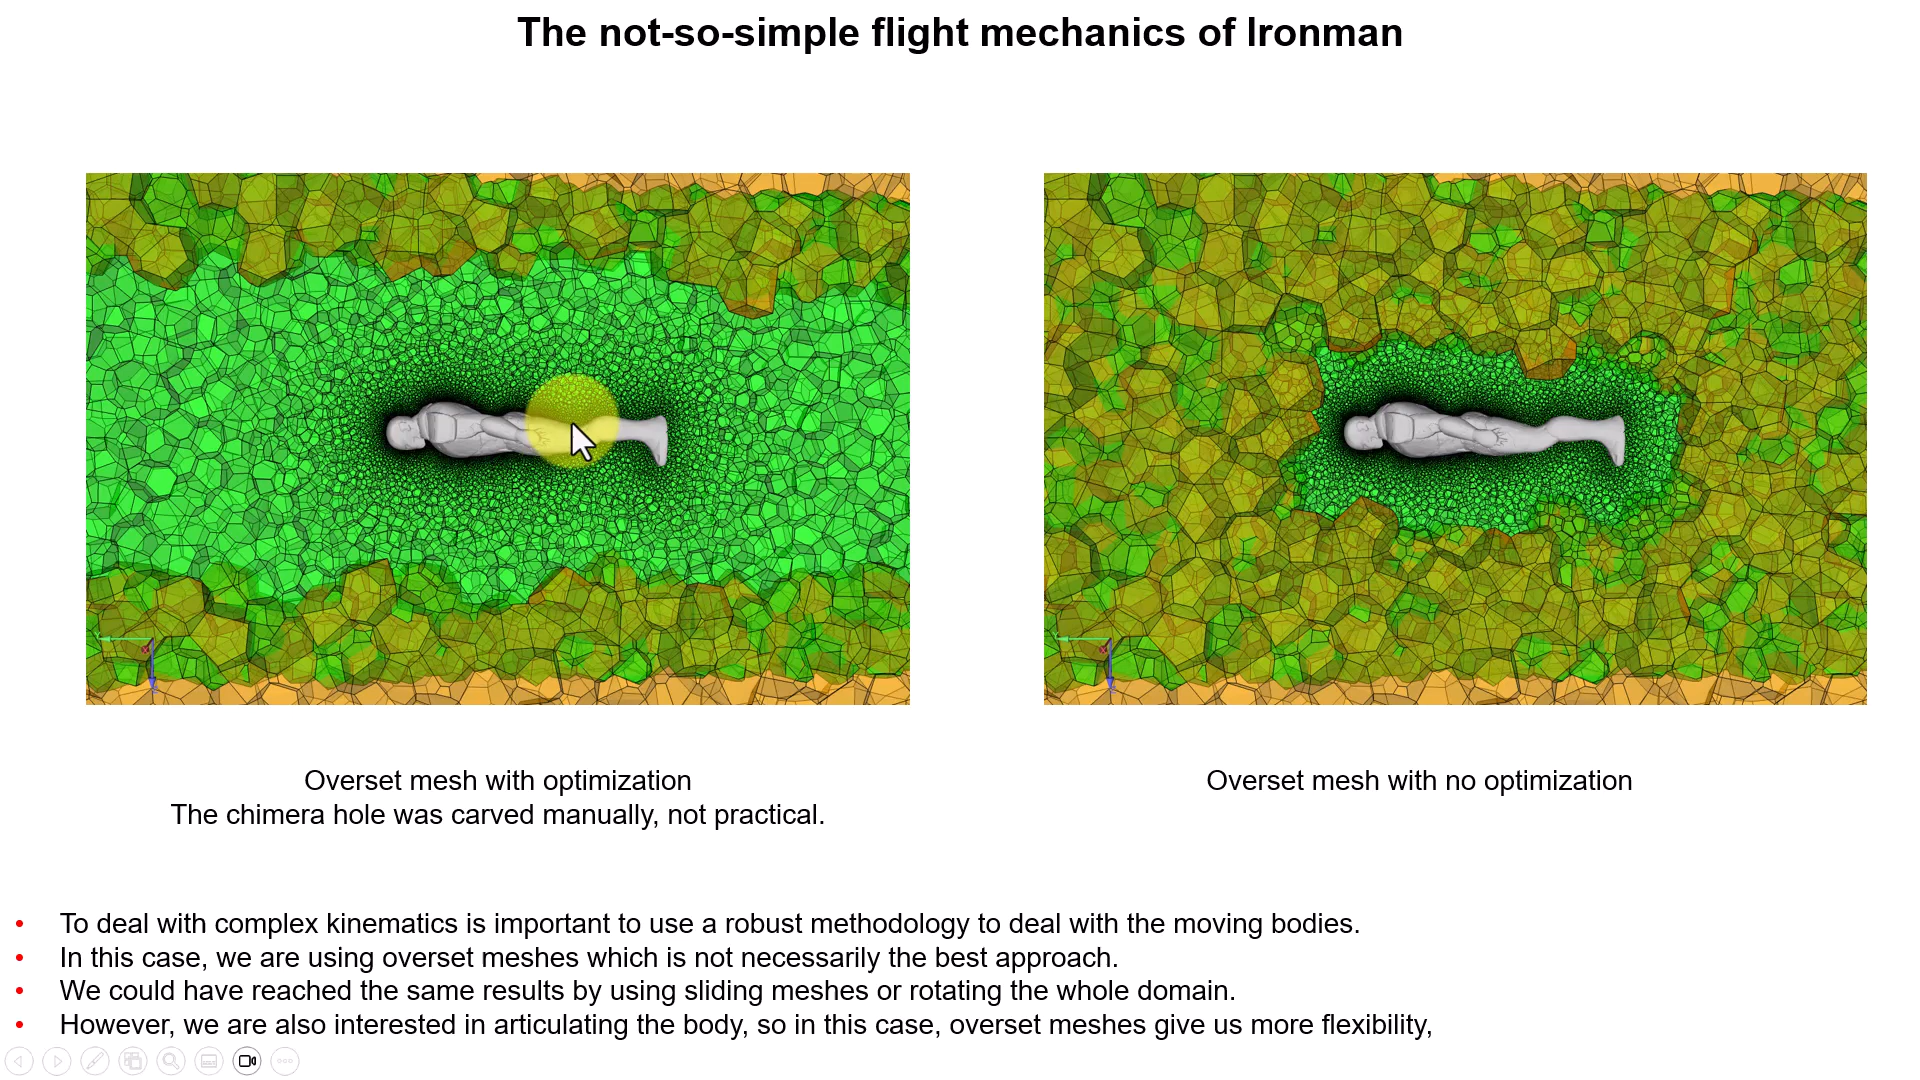 The not-so-simple flight mechanics of Ironman
Overset mesh with optimization
The chimera hole was carved manually, not practical.
Overset mesh with no optimization
• To deal with complex kinematics is important to use a robust methodology to deal with the moving bodies.
• In this case, we are using overset meshes which is not necessarily the best approach.
• We could have reached the same results by using sliding meshes or rotating the whole domain.
• However, we are also interested in articulating the body, so in this case, overset meshes give us more flexibility,